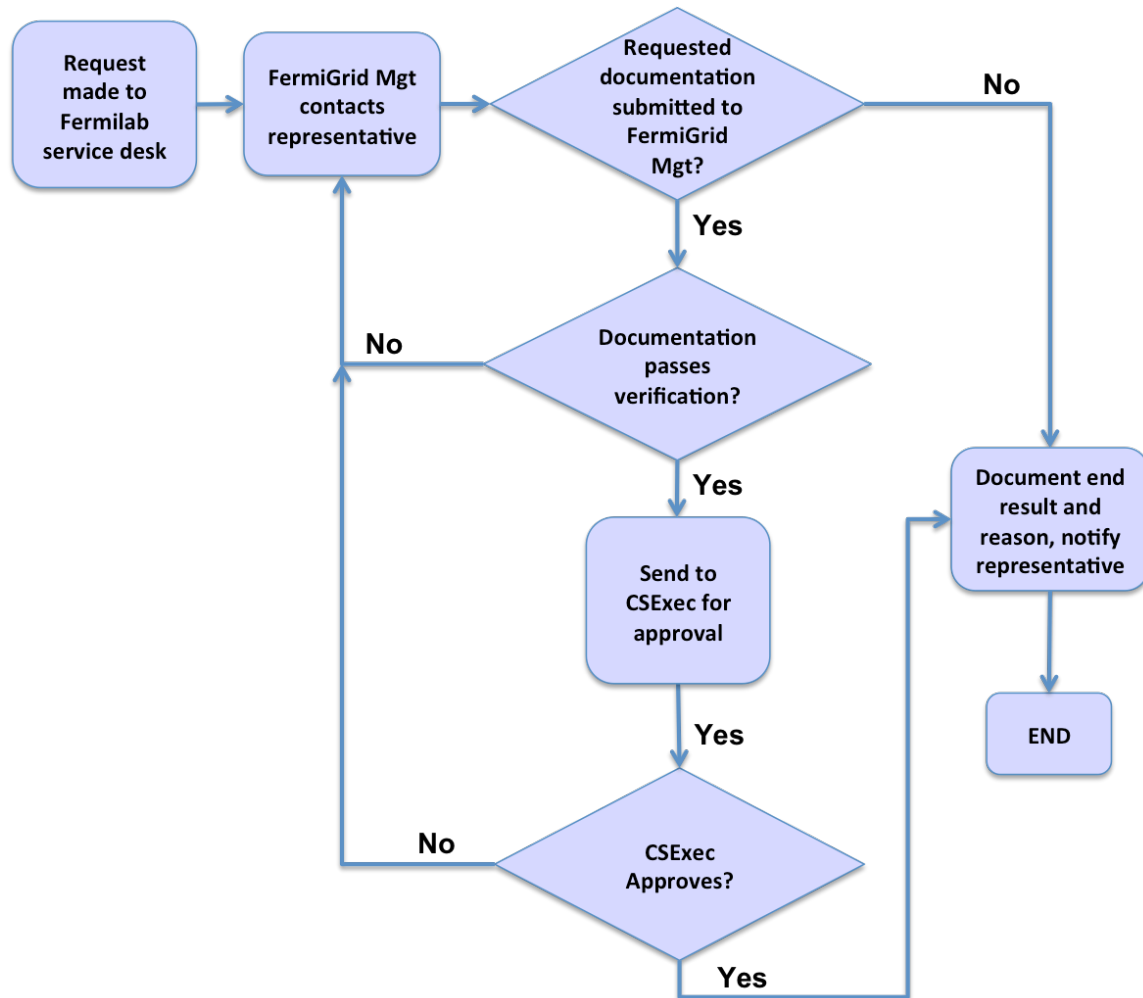 Request
made to
Fermilab
service desk
FermiGrid Mgt
contacts
representative
Requested
documentation
submitted to
FermiGrid
Mgt?
No
Yes
Documentation
passes
verification?
No
Yes
Send to
CSExec for
approval
Document end
result and
reason, notify
representative
Yes
END
CSExec
Approves?
No
Yes